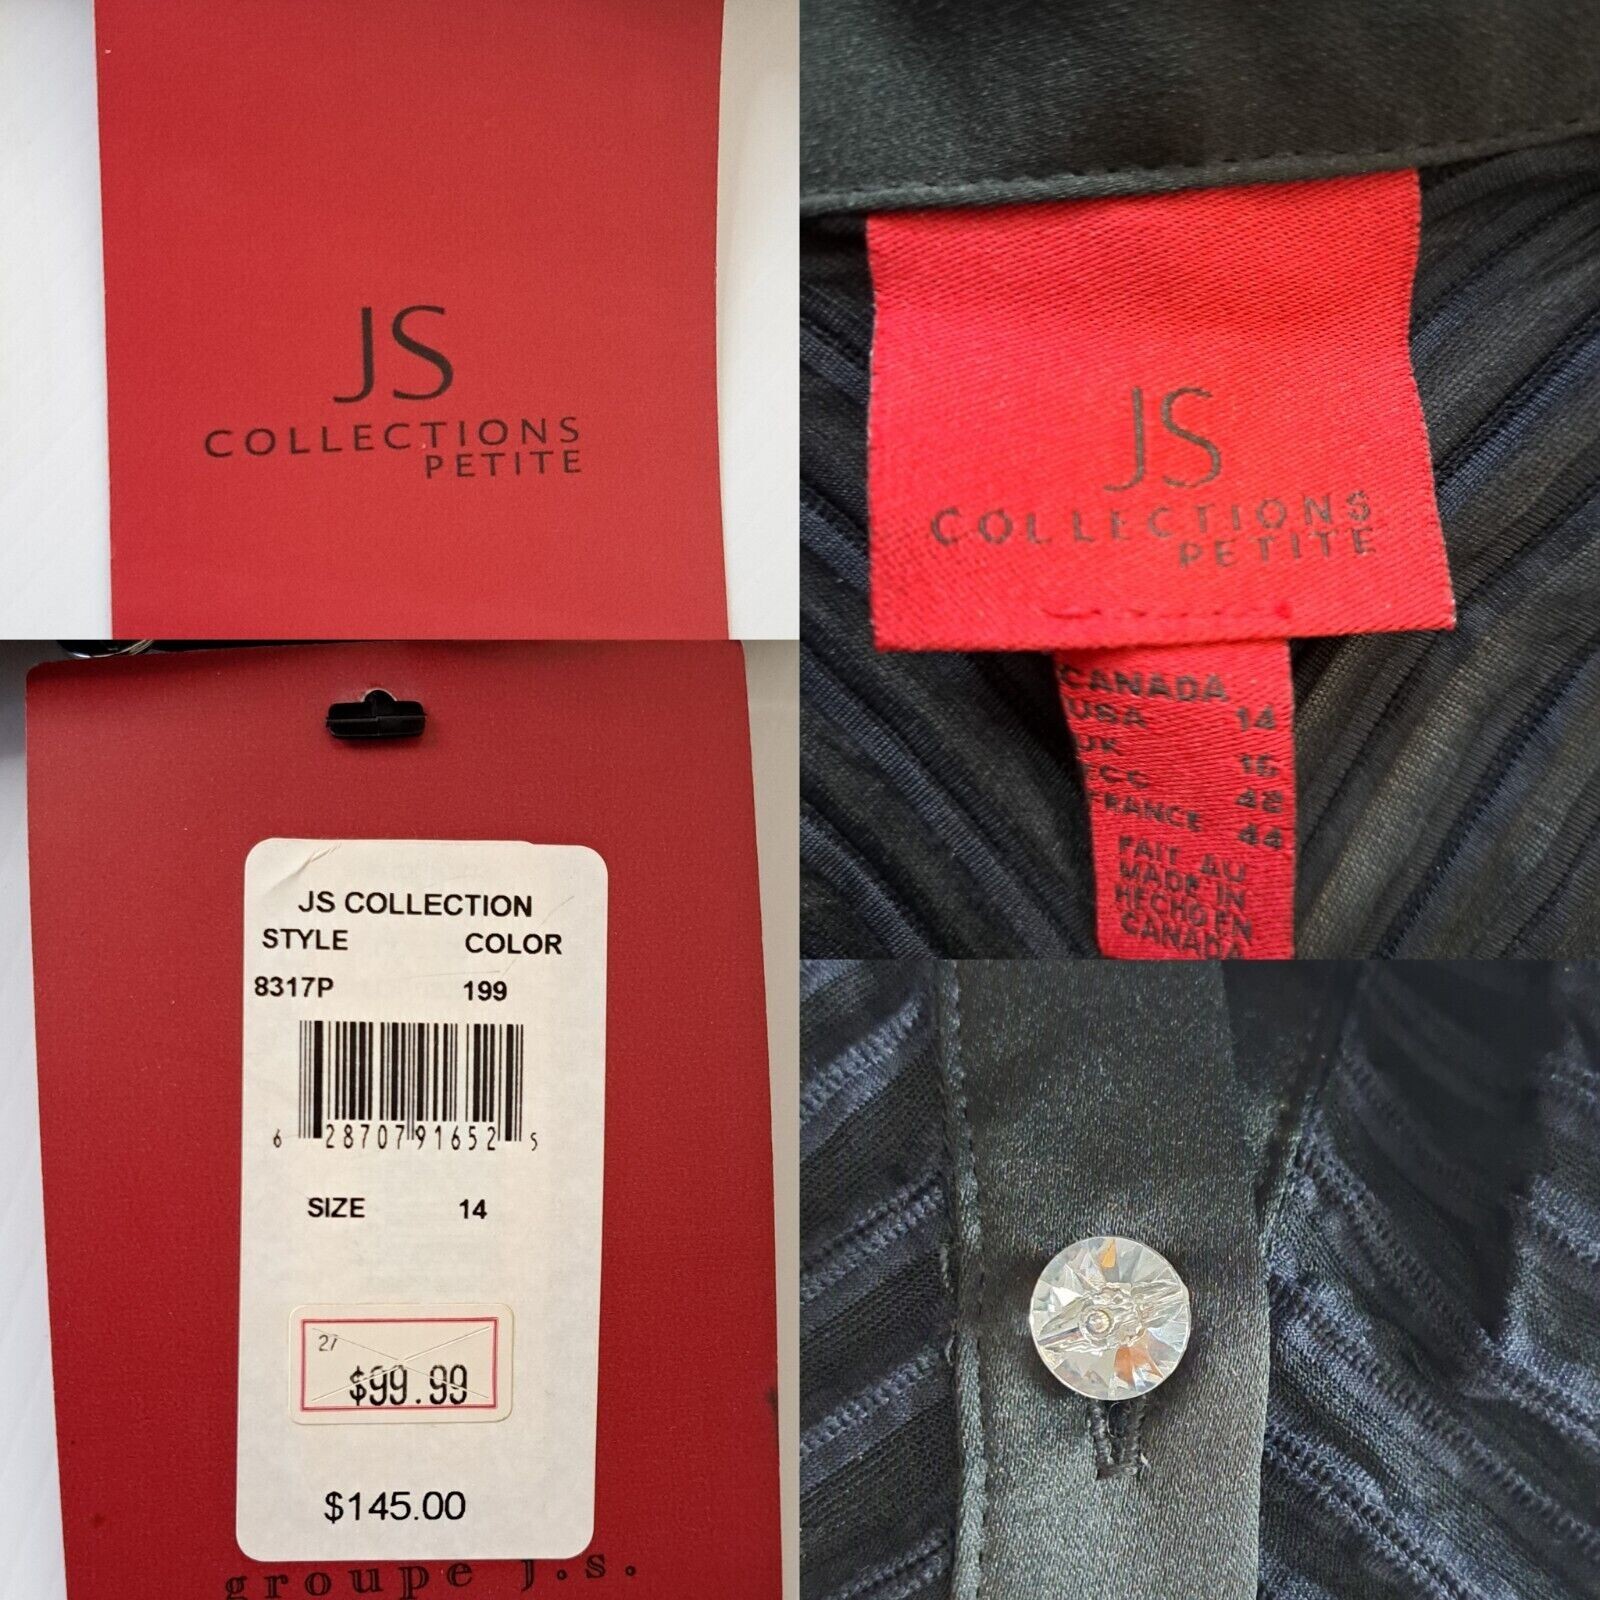 JS
COLLECTIONS
PETITE
JS
COLLECTIONS
PETITE
CANADA
USA 14
UK 16
FCC 42
FRANCE 44
FAIT AU
MADE IN
HECHO EN
CANADA
JS COLLECTION
STYLE COLOR
8317P 199
6 28707 91652 5
SIZE 14
27
$99.99
$145.00
groupe j.s.